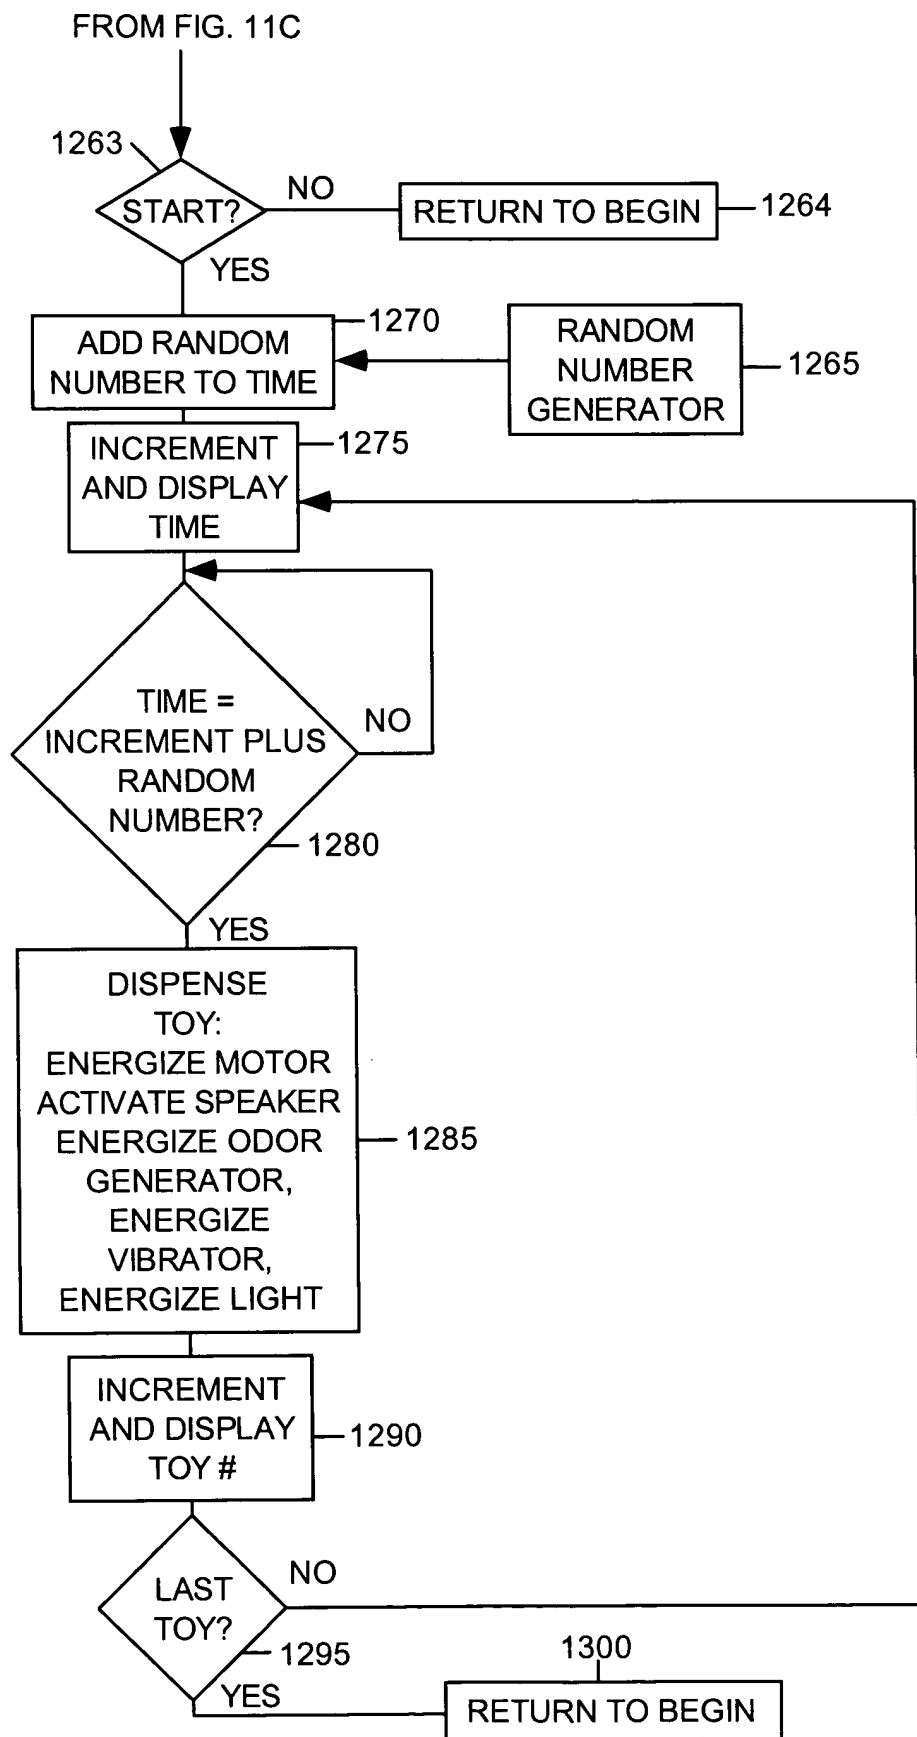 FROM FIG. 11C
1263
START?
NO
RETURN TO BEGIN
1264
YES
1270
ADD RANDOM
NUMBER TO TIME
RANDOM
NUMBER
GENERATOR
1265
1275
INCREMENT
AND DISPLAY
TIME
TIME =
INCREMENT PLUS
RANDOM
NUMBER?
NO
1280
YES
DISPENSE
TOY:
ENERGIZE MOTOR
ACTIVATE SPEAKER
ENERGIZE ODOR
GENERATOR,
ENERGIZE
VIBRATOR,
ENERGIZE LIGHT
1285
INCREMENT
AND DISPLAY
TOY #
1290
LAST
TOY?
NO
1295
YES
1300
RETURN TO BEGIN